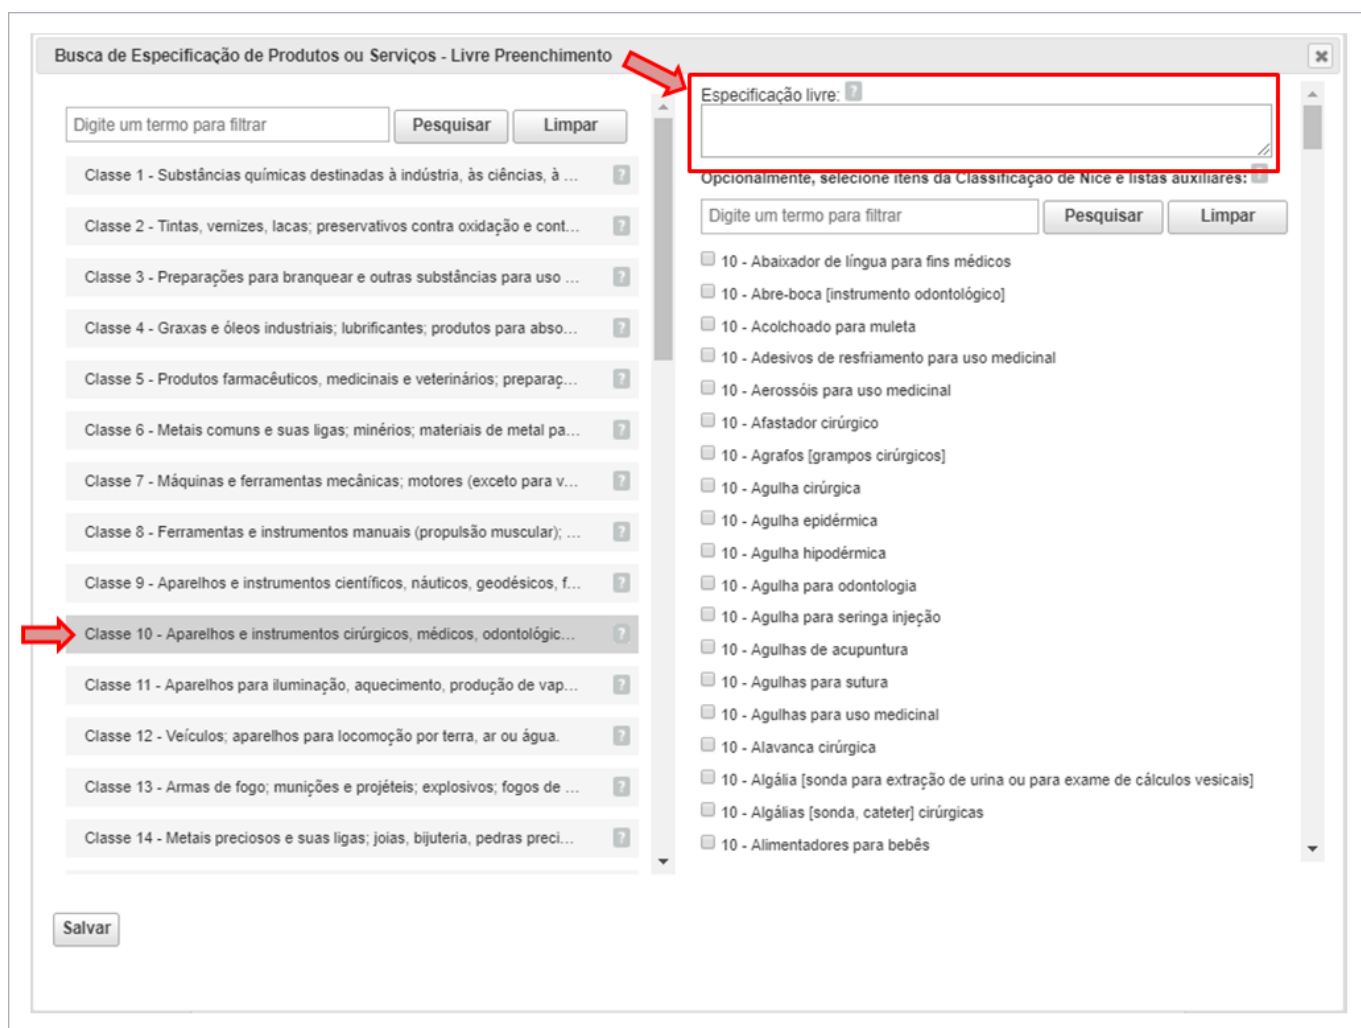 Busca de Especificação de Produtos ou Serviços - Livre Preenchimento
Digite um termo para filtrar
Pesquisar
Limpar
Classe 1 - Substâncias químicas destinadas à indústria, às ciências, à ...
Classe 2 - Tintas, vernizes, lacas; preservativos contra oxidação e cont...
Classe 3 - Preparações para branquear e outras substâncias para uso ...
Classe 4 - Graxas e óleos industriais; lubrificantes; produtos para abso...
Classe 5 - Produtos farmacêuticos, medicinais e veterinários; preparaç...
Classe 6 - Metais comuns e suas ligas; minérios; materiais de metal pa...
Classe 7 - Máquinas e ferramentas mecânicas; motores (exceto para v...
Classe 8 - Ferramentas e instrumentos manuais (propulsão muscular); ...
Classe 9 - Aparelhos e instrumentos científicos, náuticos, geodésicos, f...
Classe 10 - Aparelhos e instrumentos cirúrgicos, médicos, odontológic...
Classe 11 - Aparelhos para iluminação, aquecimento, produção de vap...
Classe 12 - Veículos; aparelhos para locomoção por terra, ar ou água.
Classe 13 - Armas de fogo; munições e projéteis; explosivos; fogos de ...
Classe 14 - Metais preciosos e suas ligas; joias, bijuteria, pedras preci...
Especificação livre:
Opcionalmente, selecione itens da Classificação de Nice e listas auxiliares:
Digite um termo para filtrar
Pesquisar
Limpar
10 - Abaixador de língua para fins médicos
10 - Abre-boca [instrumento odontológico]
10 - Acolchoado para muleta
10 - Adesivos de resfriamento para uso medicinal
10 - Aerossóis para uso medicinal
10 - Afastador cirúrgico
10 - Agrafos [grampos cirúrgicos]
10 - Agulha cirúrgica
10 - Agulha epidérmica
10 - Agulha hipodérmica
10 - Agulha para odontologia
10 - Agulha para seringa injeção
10 - Agulhas de acupuntura
10 - Agulhas para sutura
10 - Agulhas para uso medicinal
10 - Alavanca cirúrgica
10 - Algália [sonda para extração de urina ou para exame de cálculos vesicais]
10 - Algálias [sonda, cateter] cirúrgicas
10 - Alimentadores para bebês
Salvar